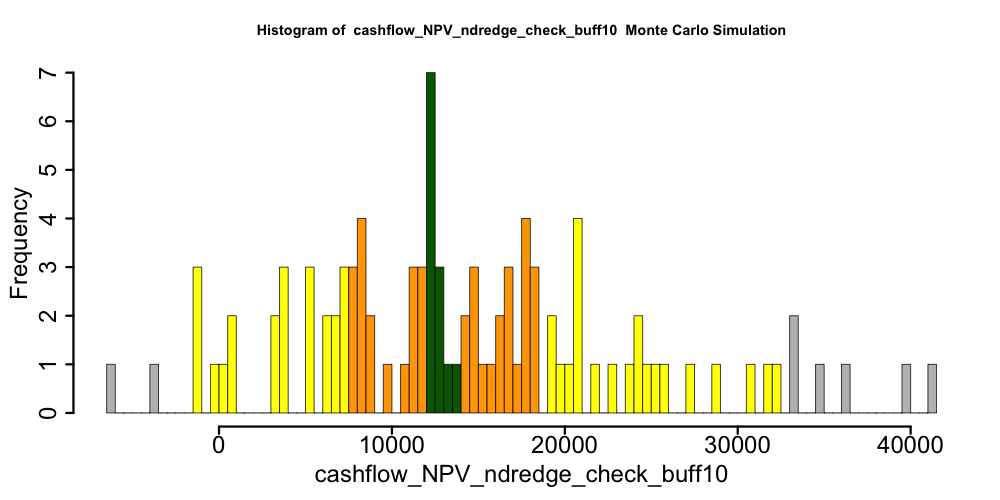 Histogram of  cashflow_NPV_ndredge_check_buff10  Monte Carlo Simulation
7
6
5
4
3
2
1
0
Frequency
0 10000 20000 30000 40000
cashflow_NPV_ndredge_check_buff10